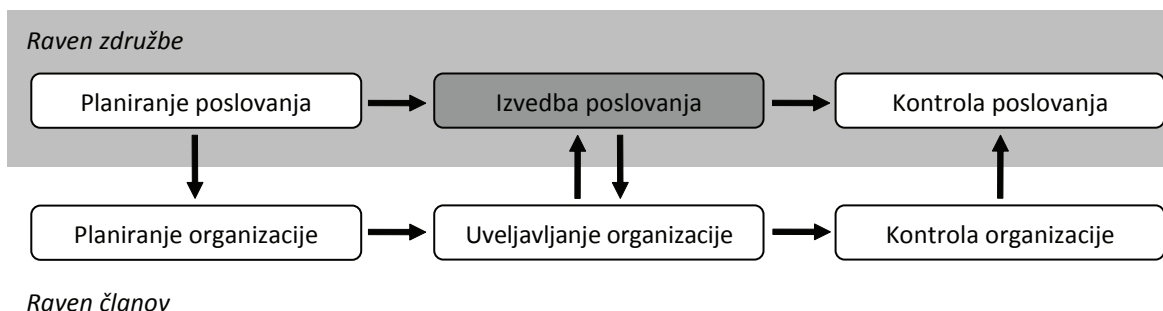 Raven združbe
Planiranje poslovanja
Izvedba poslovanja
Kontrola poslovanja
Planiranje organizacije
Uveljavljanje organizacije
Kontrola organizacije
Raven članov